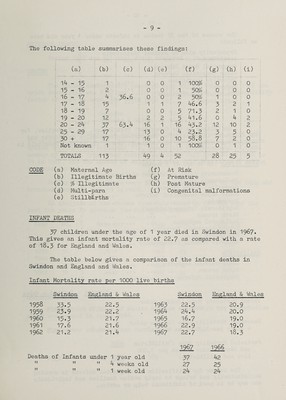 - 9 -
The following table summarises these findings:
(a) (b) (c) (d) (e) (f) (g) (h) (i)
14 - 15 1 0 0 1 100% 0 0 0
15 - 16 2 0 0 1 50% 0 0 0
16 - 17 4 36.6 0 0 2 50% 1 0 0
17 - 18 15 1 1 7 46.6 3 2 1
18 - 19 7 0 0 5 71.3 2 1 0
19 - 20 12 2 2 5 41.6 0 4 2
20 - 24 37 63.4 16 1 16 43.2 12 10 2
25 - 29 17 13 0 4 23.2 3 5 0
30 + 17 16 0 10 58.8 7 2 0
Not known 1 1 0 1 100% 0 1 0
TOTALS 113 49 4 52 28 25 5
CODE (a) Maternal Age (f) At Risk
(b) Illegitimate Births (g) Premature
(c) % Illegitimate (h) Post Mature
(d) Multi-para (i) Congenital malformations
(e) Stillbirths
INFANT DEATHS
37 children under the age of 1 year died in Swindon in 1967.
This gives an infant mortality rate of 22.7 as compared with a rate
of 18.3 for England and Wales.
The table below gives a comparison of the infant deaths in
Swindon and England and Wales.
Infant Mortality rate per 1000 live births
Swindon England & Wales Swindon England & Wales
1958 33.5 22.5 1963 22.5 20.9
1959 23.9 22.2 1964 24.4 20.0
1960 15.3 21.7 1965 16.7 19.0
1961 17.6 21.6 1966 22.9 19.0
1962 21.2 21.4 1967 22.7 18.3
1967 1966
Deaths of Infants under 1 year old 37 42
" " " 4 weeks old 27 25
" " " 1 week old 24 24